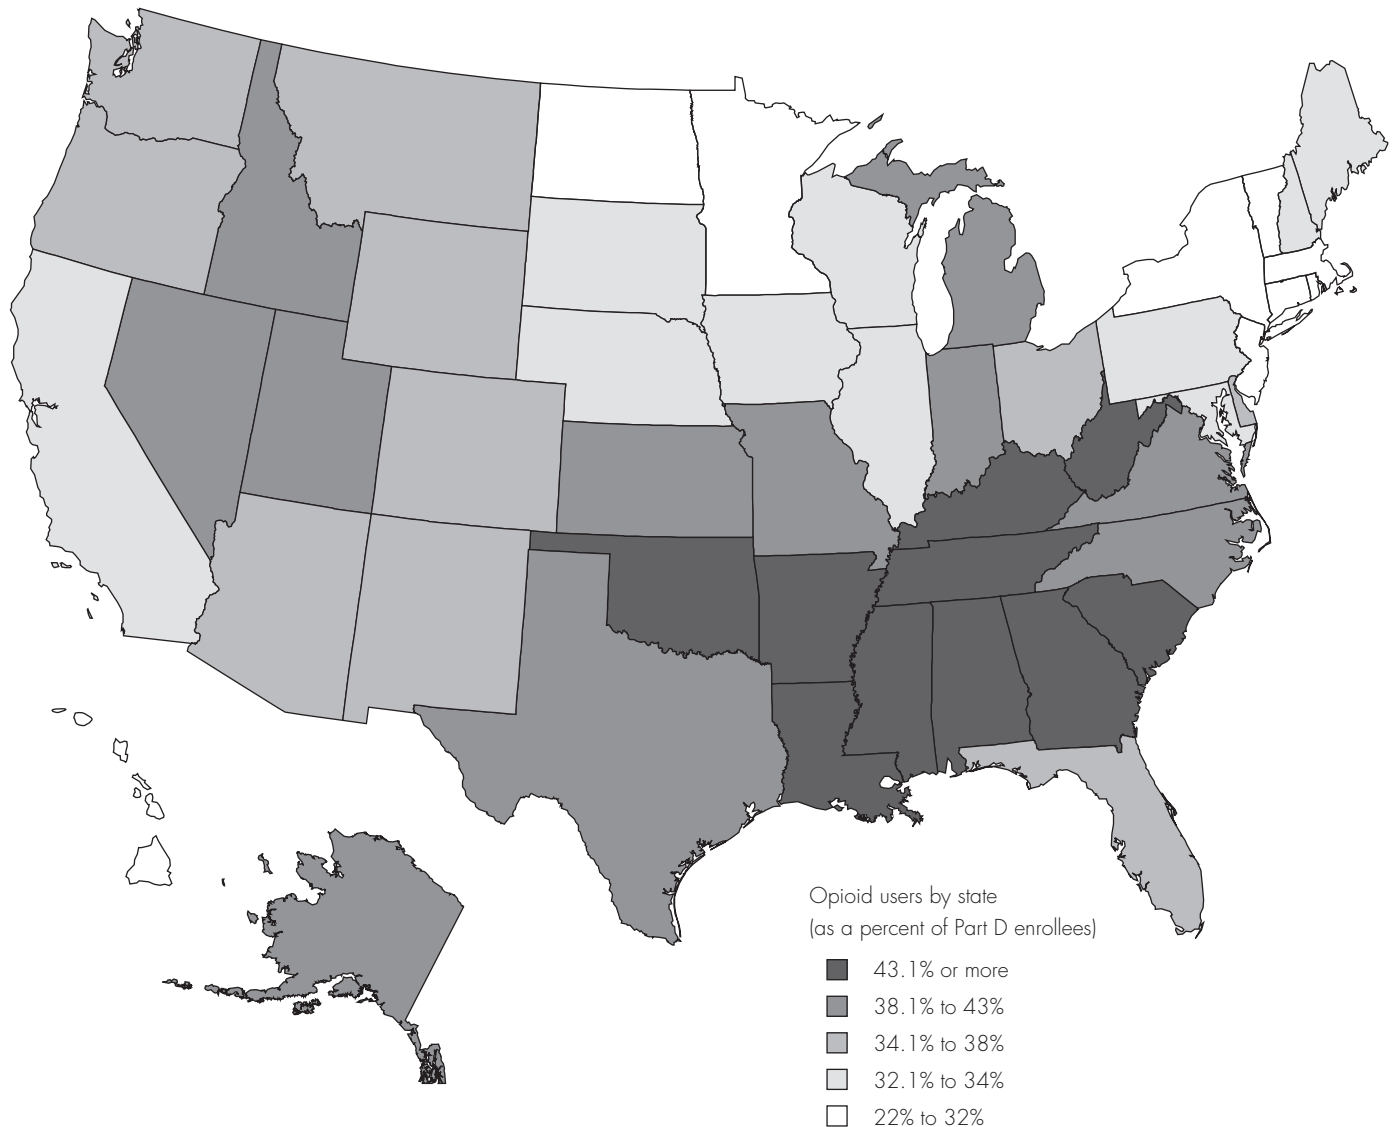 Opioid users by state
(as a percent of Part D enrollees)
43.1% or more
38.1% to 43%
34.1% to 38%
32.1% to 34%
22% to 32%